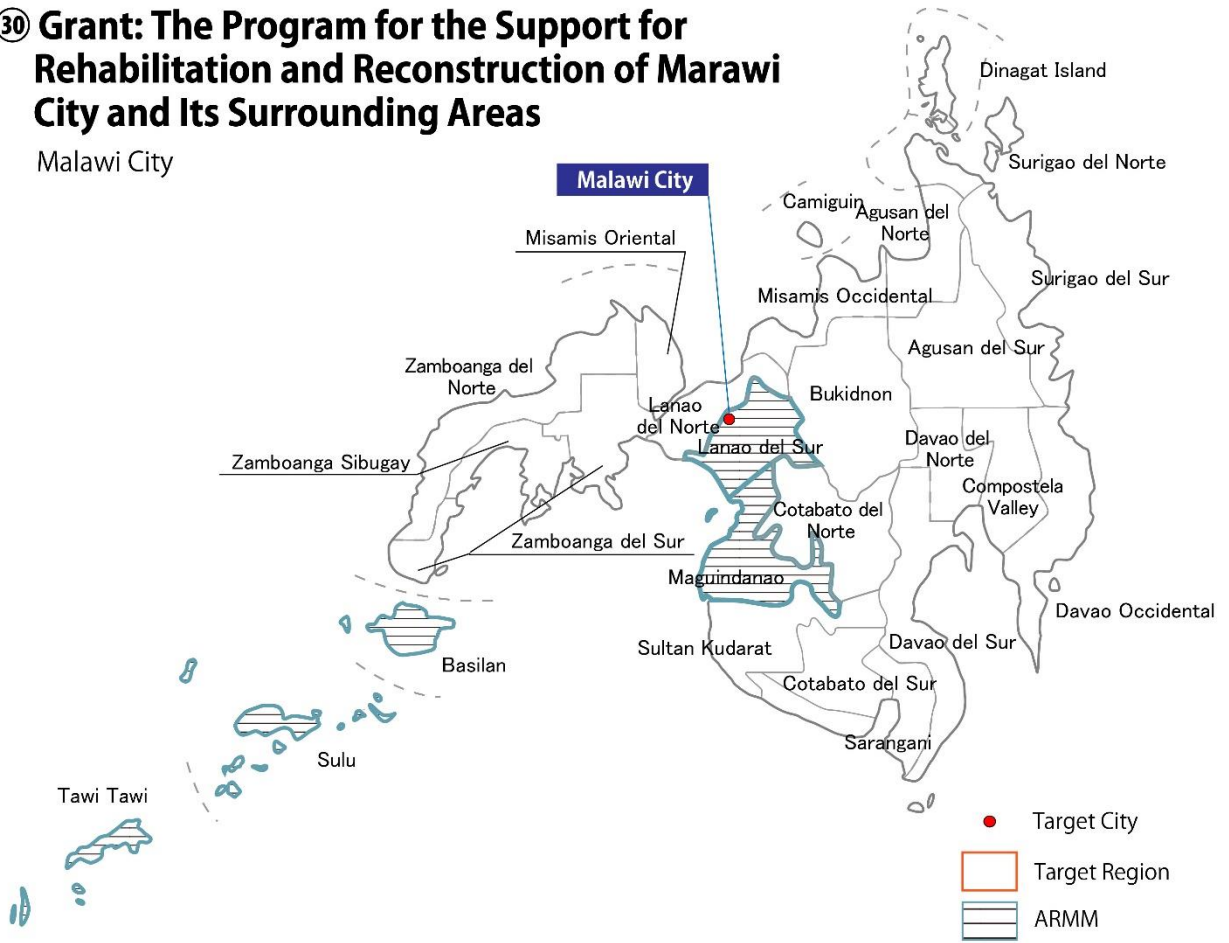 ㉚ Grant: The Program for the Support for
Rehabilitation and Reconstruction of Marawi
City and Its Surrounding Areas
Malawi City
Dinagat Island
Surigao del Norte
Malawi City
Camiguin
Agusan del
Norte
Misamis Oriental
Surigao del Sur
Misamis Occidental
Agusan del Sur
Zamboanga del
Norte
Bukidnon
Lanao
del Norte
Lanao del Sur
Davao del
Norte
Zamboanga Sibugay
Compostela
Valley
Cotabato del
Norte
Zamboanga del Sur
Maguindanao
Davao Occidental
Sultan Kudarat
Davao del Sur
Basilan
Cotabato del Sur
Sarangani
Sulu
Tawi Tawi
Target City
Target Region
ARMM